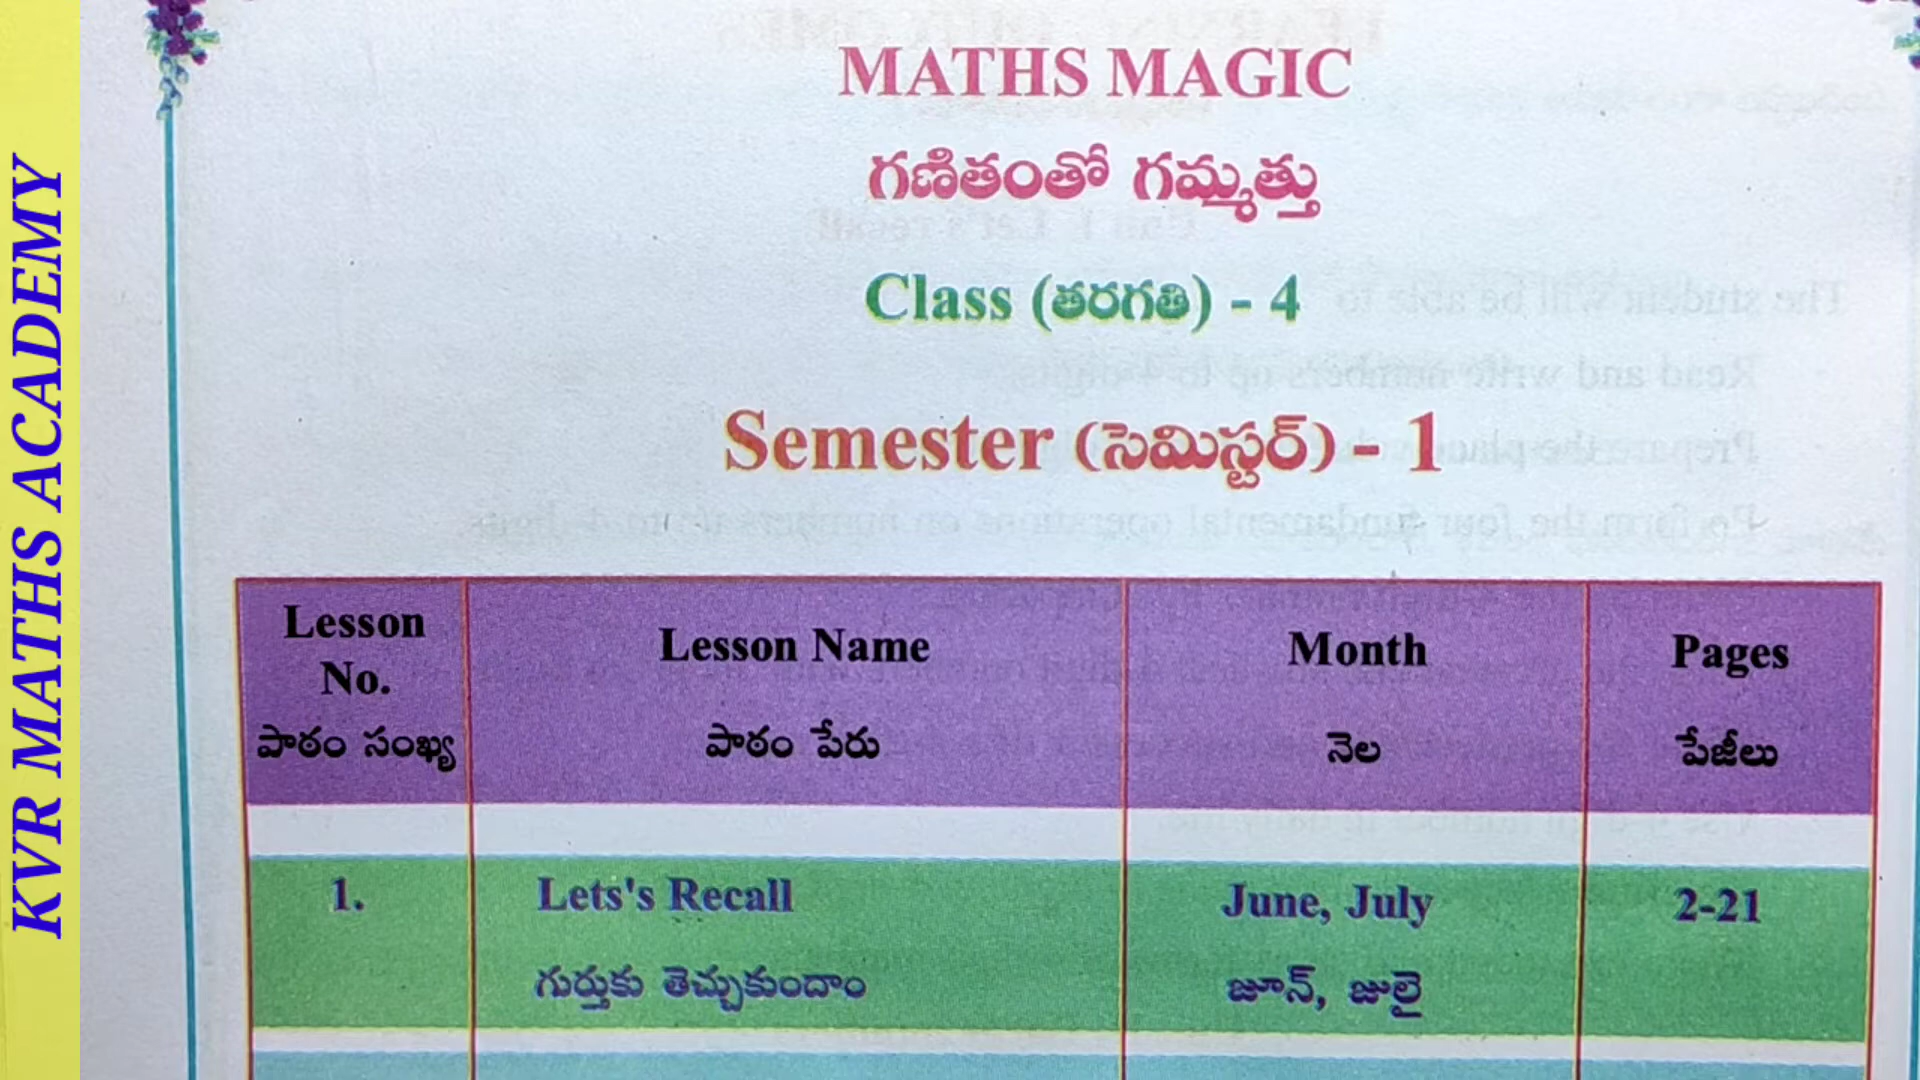 KVR MATHS ACADEMY
MATHS MAGIC
గణితంతో గమ్మత్తు
Class (తరగతి) - 4
Semester (సెమిస్టర్) - 1
Lesson No. Lesson Name Month Pages
పాఠం సంఖ్య పాఠం పేరు నెల పేజీలు
1. Lets's Recall June, July 2-21
గుర్తుకు తెచ్చుకుందాం జూన్, జులై